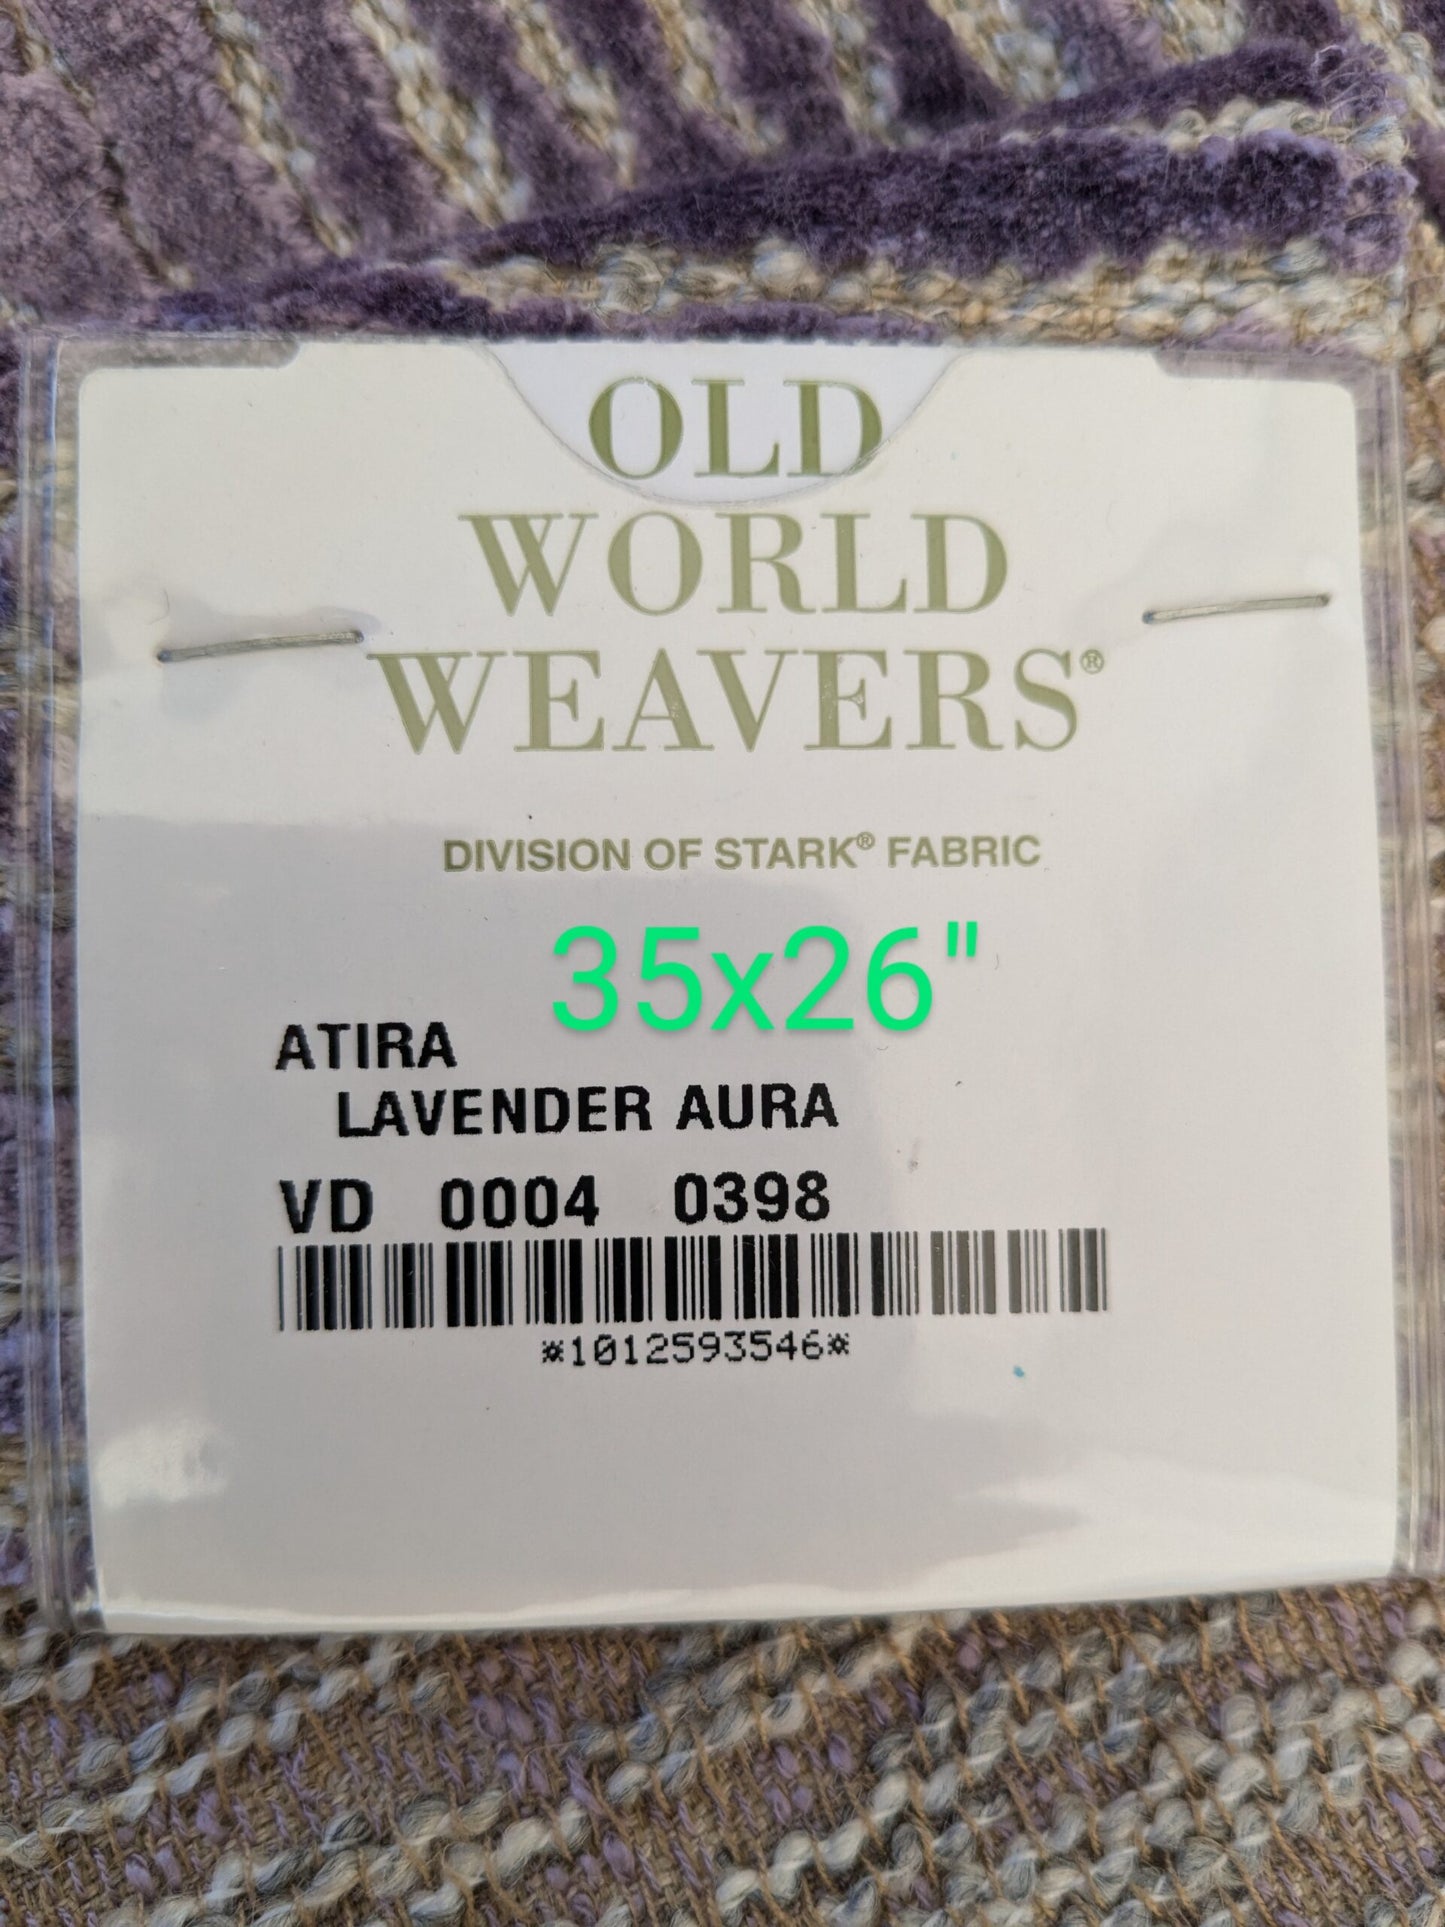 OLD
WORLD
WEAVERS®
DIVISION OF STARK® FABRIC
35x26"
ATIRA
LAVENDER AURA
VD 0004 0398
*1012593546*